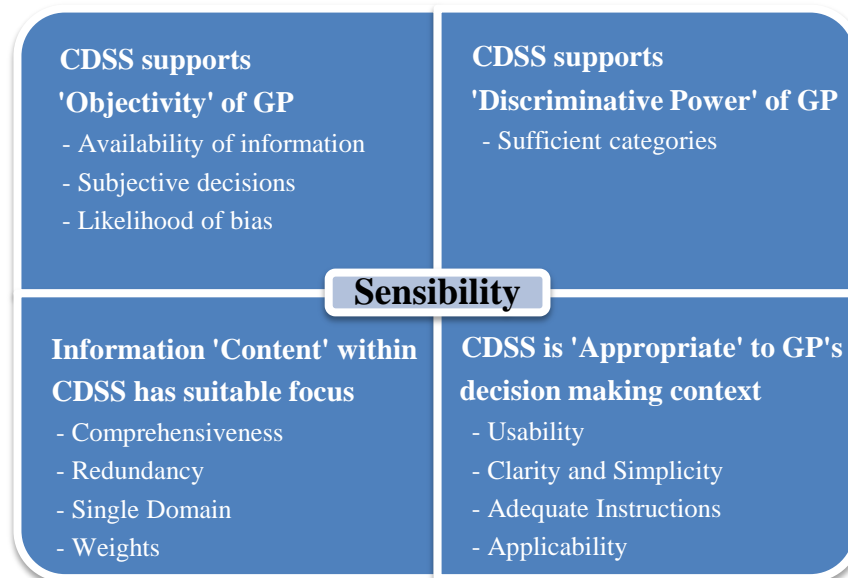 CDSS supports
'Objectivity' of GP
- Availability of information
- Subjective decisions
- Likelihood of bias
CDSS supports
'Discriminative Power' of GP
- Sufficient categories
Sensibility
Information 'Content' within
CDSS has suitable focus
- Comprehensiveness
- Redundancy
- Single Domain
- Weights
CDSS is 'Appropriate' to GP's
decision making context
- Usability
- Clarity and Simplicity
- Adequate Instructions
- Applicability